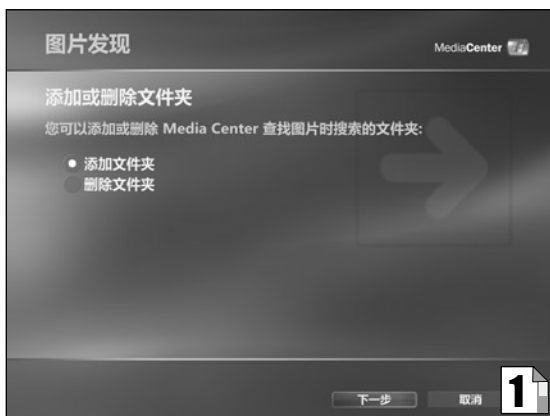 图片发现
MediaCenter
添加或删除文件夹
您可以添加或删除 Media Center 查找图片时搜索的文件夹:
添加文件夹
删除文件夹
下一步
取消
1